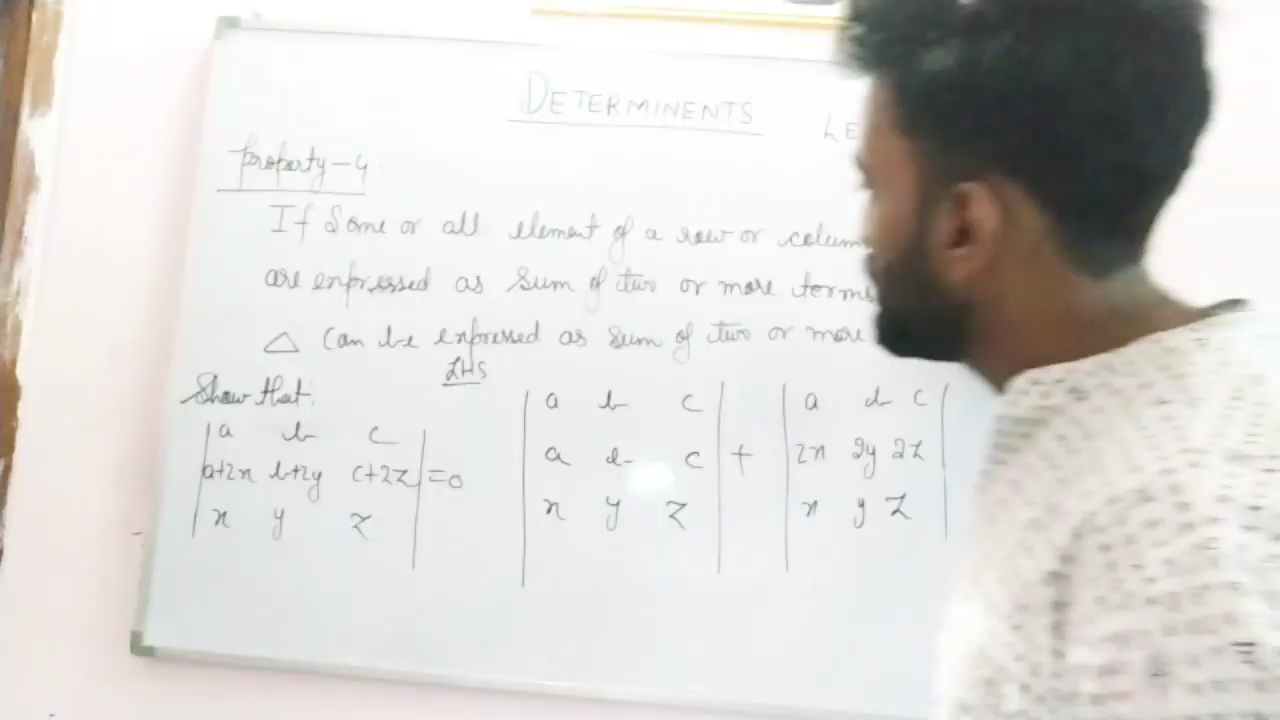 DETERMINENTS LE
Property-4
If Some or all element of a row or colum
are expressed as Sum of two or more terms
△ Can be expressed as sum of two or more
LHS
Show that:
| a b c |
| a+2x b+2y c+2z | = 0
| x y z |
| a b c | + | a b c |
| a b c | | 2x 2y 2z |
| x y z | | x y z |